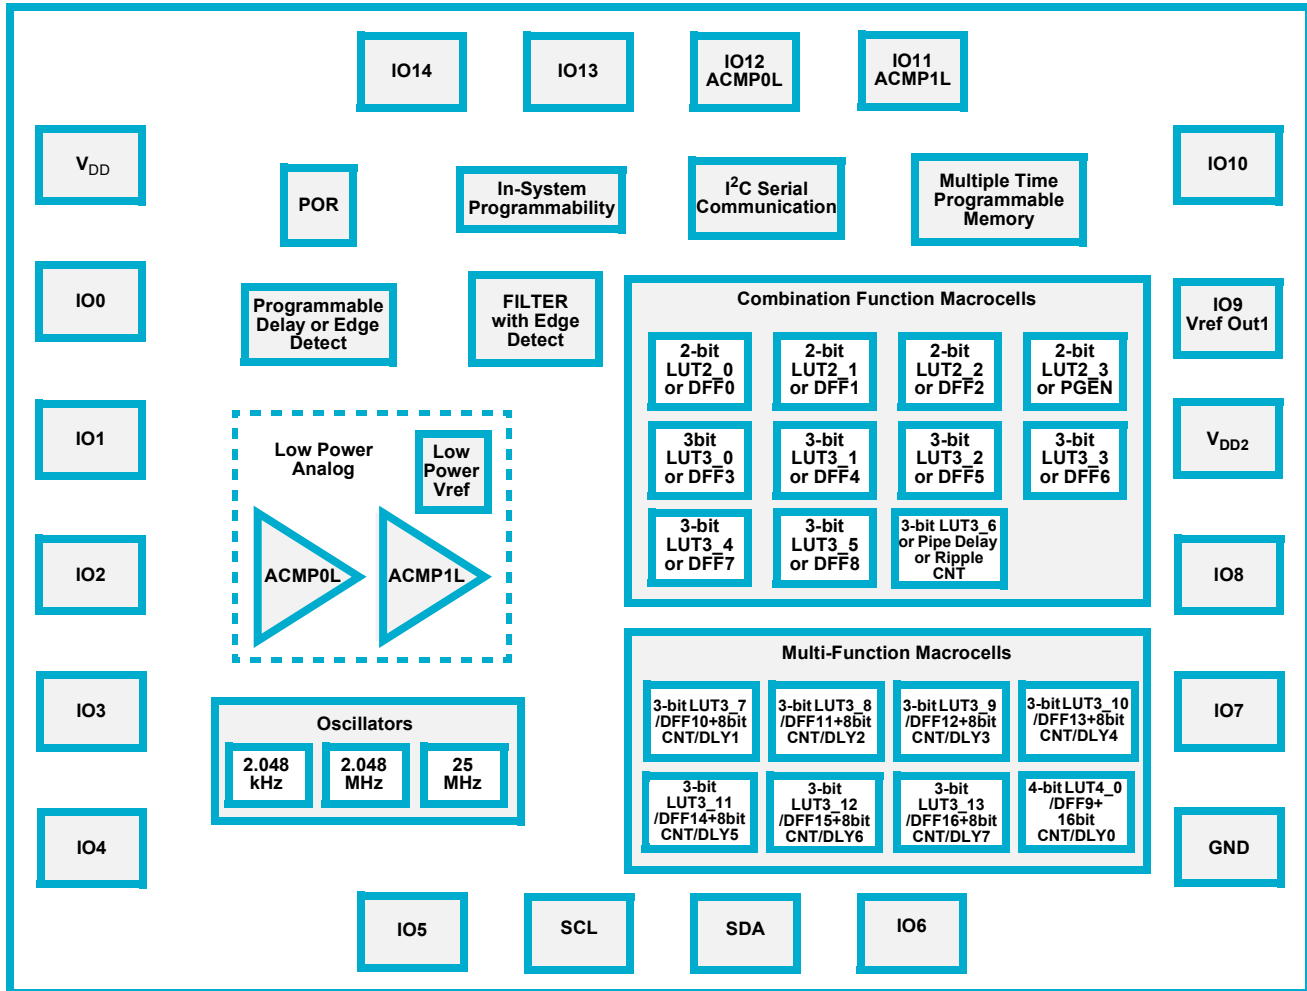 IO14
IO13
IO12
ACMP0L
IO11
ACMP1L
VDD
IO10
POR
In-System
Programmability
I2C Serial
Communication
Multiple Time
Programmable
Memory
IO0
Programmable
Delay or Edge
Detect
FILTER
with Edge
Detect
Combination Function Macrocells
IO9
Vref Out1
2-bit
LUT2_0
or DFF0
2-bit
LUT2_1
or DFF1
2-bit
LUT2_2
or DFF2
2-bit
LUT2_3
or PGEN
IO1
Low Power
Analog
Low
Power
Vref
3bit
LUT3_0
or DFF3
3-bit
LUT3_1
or DFF4
3-bit
LUT3_2
or DFF5
3-bit
LUT3_3
or DFF6
VDD2
3-bit
LUT3_4
or DFF7
3-bit
LUT3_5
or DFF8
3-bit LUT3_6
or Pipe Delay
or Ripple
CNT
IO2
ACMP0L
ACMP1L
IO8
Multi-Function Macrocells
IO3
3-bit LUT3_7
/DFF10+8bit
CNT/DLY1
3-bit LUT3_8
/DFF11+8bit
CNT/DLY2
3-bit LUT3_9
/DFF12+8bit
CNT/DLY3
3-bit LUT3_10
/DFF13+8bit
CNT/DLY4
IO7
Oscillators
2.048
kHz
2.048
MHz
25
MHz
3-bit
LUT3_11
/DFF14+8bit
CNT/DLY5
3-bit
LUT3_12
/DFF15+8bit
CNT/DLY6
3-bit
LUT3_13
/DFF16+8bit
CNT/DLY7
4-bit LUT4_0
/DFF9+
16bit
CNT/DLY0
IO4
GND
IO5
SCL
SDA
IO6